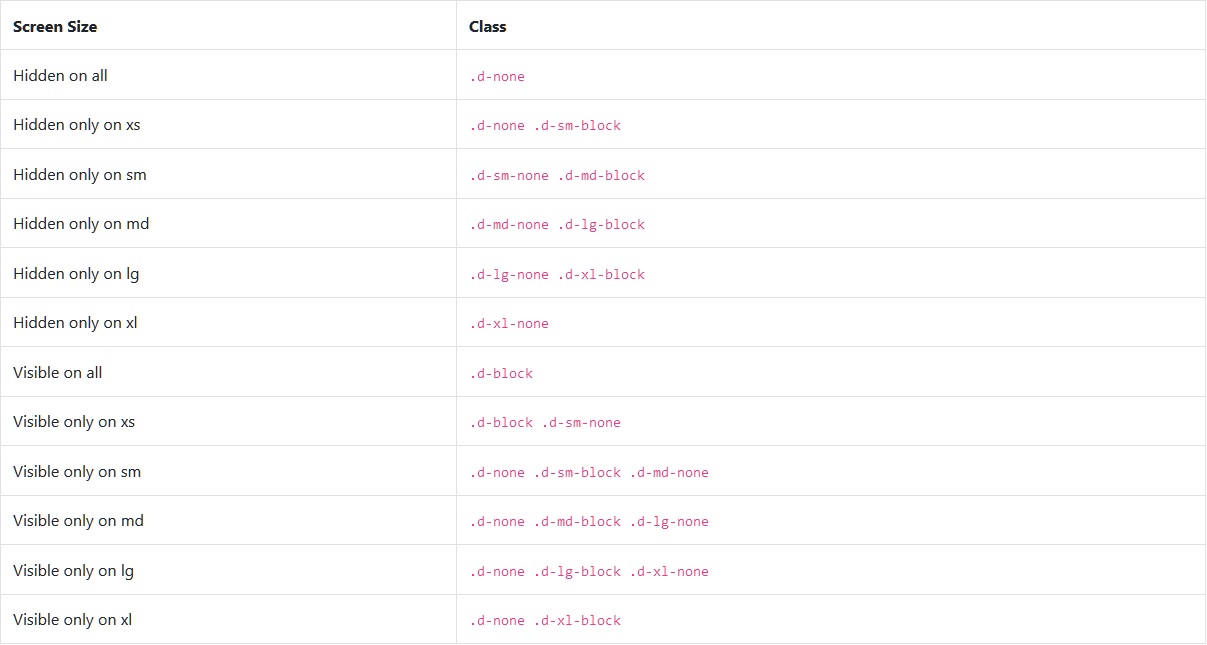 Screen Size Class
Hidden on all .d-none
Hidden only on xs .d-none .d-sm-block
Hidden only on sm .d-sm-none .d-md-block
Hidden only on md .d-md-none .d-lg-block
Hidden only on lg .d-lg-none .d-xl-block
Hidden only on xl .d-xl-none
Visible on all .d-block
Visible only on xs .d-block .d-sm-none
Visible only on sm .d-none .d-sm-block .d-md-none
Visible only on md .d-none .d-md-block .d-lg-none
Visible only on lg .d-none .d-lg-block .d-xl-none
Visible only on xl .d-none .d-xl-block